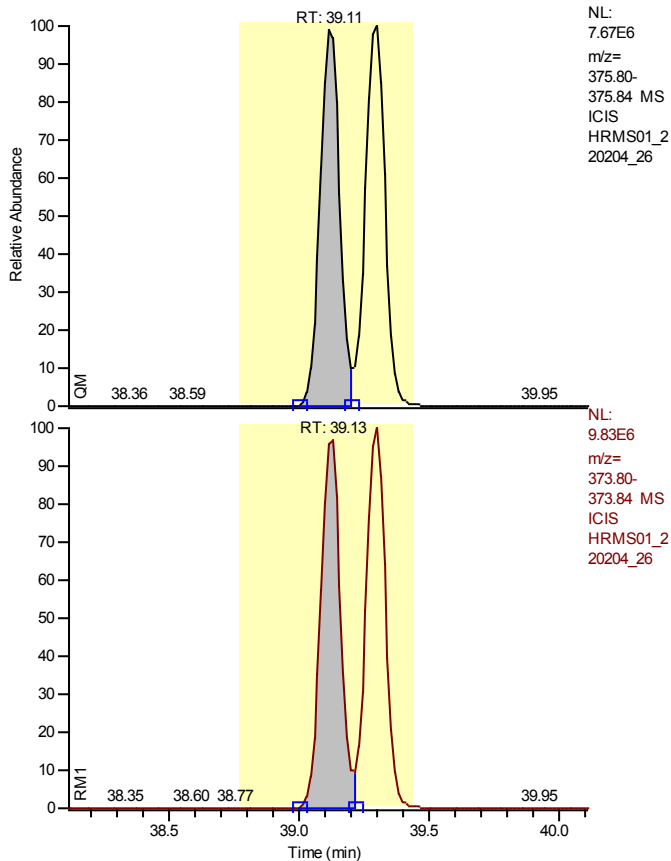 RT: 39.11
100
90
80
70
60
50
40
30
20
10
0
Relative Abundance
QM
38.36 38.59 39.95
NL:
7.67E6
m/z=
375.80-
375.84 MS
ICIS
HRMS01_2
20204_26
RT: 39.13
100
90
80
70
60
50
40
30
20
10
0
RM1
38.35 38.60 38.77 39.95
NL:
9.83E6
m/z=
373.80-
373.84 MS
ICIS
HRMS01_2
20204_26
38.5 39.0 39.5 40.0
Time (min)